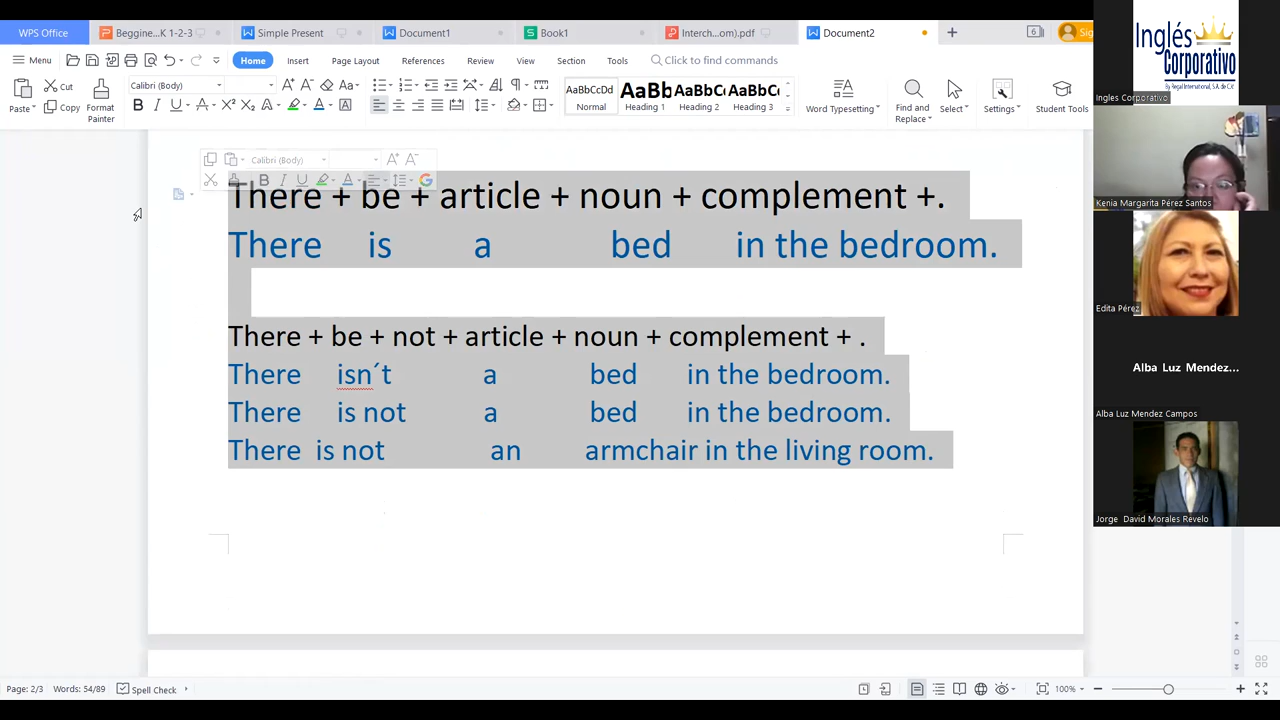 WPS Office
Beggine...K 1-2-3
Simple Present
Document1
Book1
Interch...om).pdf
Document2
Menu
Home
Insert
Page Layout
References
Review
View
Section
Tools
Click to find commands
Paste
Cut
Copy
Format Painter
Calibri (Body)
AaBbCcDd
Normal
AaBb
Heading 1
AaBbC
Heading 2
AaBbC
Heading 3
Word Typesetting
Find and Replace
Select
Settings
Student Tools
Calibri (Body)
There + be + article + noun + complement +.
There is a bed in the bedroom.
There + be + not + article + noun + complement + .
There isn´t a bed in the bedroom.
There is not a bed in the bedroom.
There is not an armchair in the living room.
Page: 2/3
Words: 54/89
Spell Check
100%
Inglés
Corporativo
By Regal International, S.A. de C.V.
Ingles Corporativo
Kenia Margarita Pérez Santos
Edita Pérez
Alba Luz Mendez...
Alba Luz Mendez Campos
Jorge David Morales Revelo